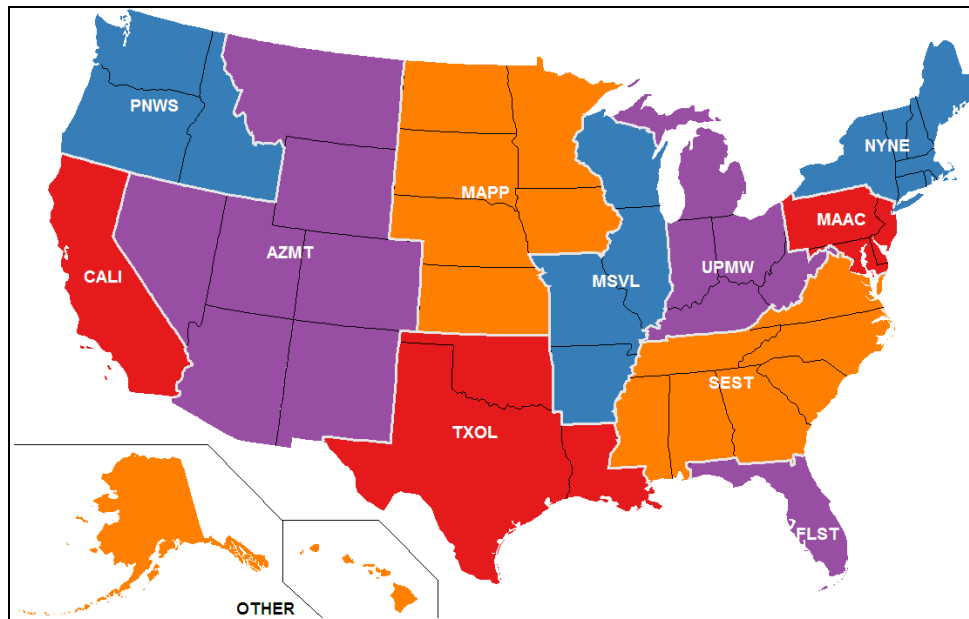 PNWS
NYNE
MAPP
MAAC
AZMT
UPMW
CALI
MSVL
SEST
TXOL
FLST
OTHER